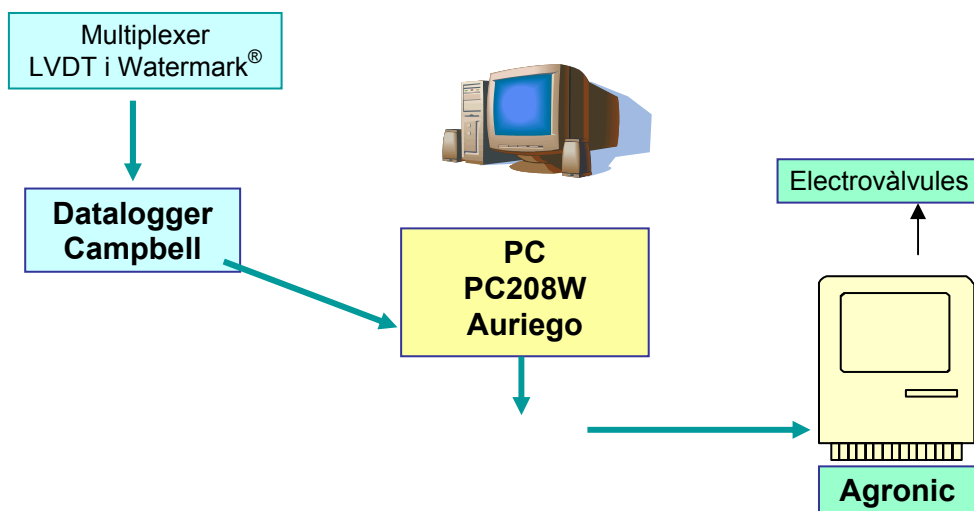 Multiplexer
LVDT i Watermark®
Datalogger
Campbell
PC
PC208W
Auriego
Electrovàlvules
Agronic